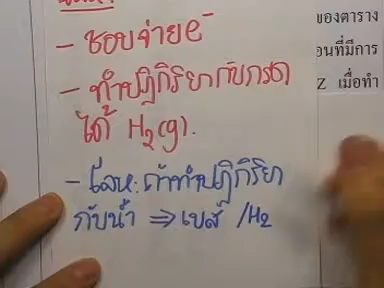 - ชอบจ่าย e⁻
- ทำปฏิกิริยากับกรด
ได้ H₂(g).
- โลหะถ้าทำปฏิกิริยา
กับน้ำ ⇒ เบส /H₂
ของตาราง
อนที่มีการ
Z เมื่อทำ